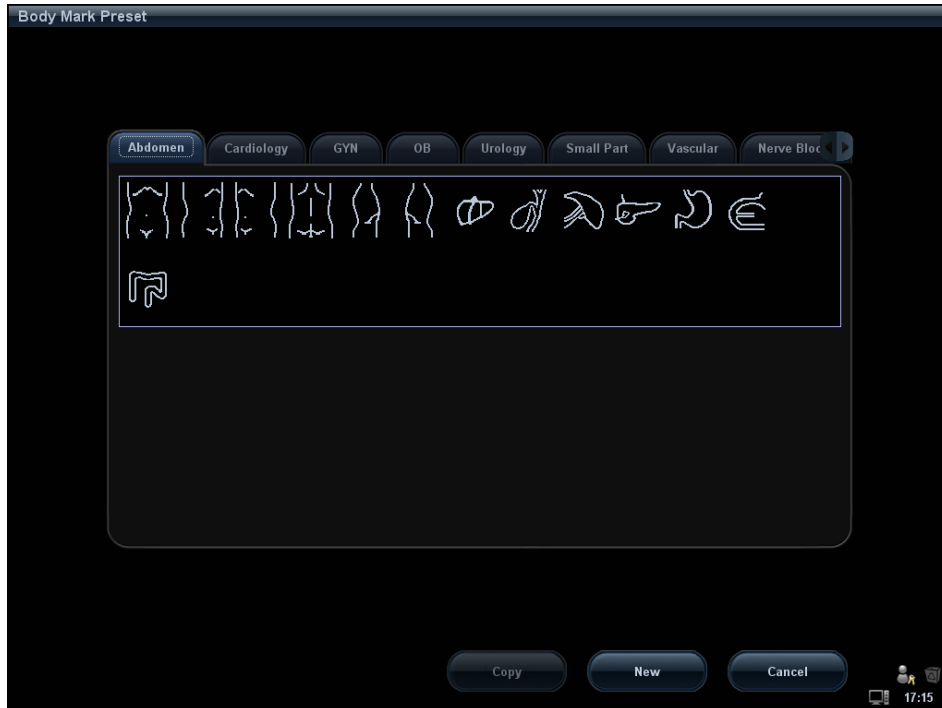 Body Mark Preset
Abdomen Cardiology GYN OB Urology Small Part Vascular Nerve Bloc
Copy New Cancel
17:15